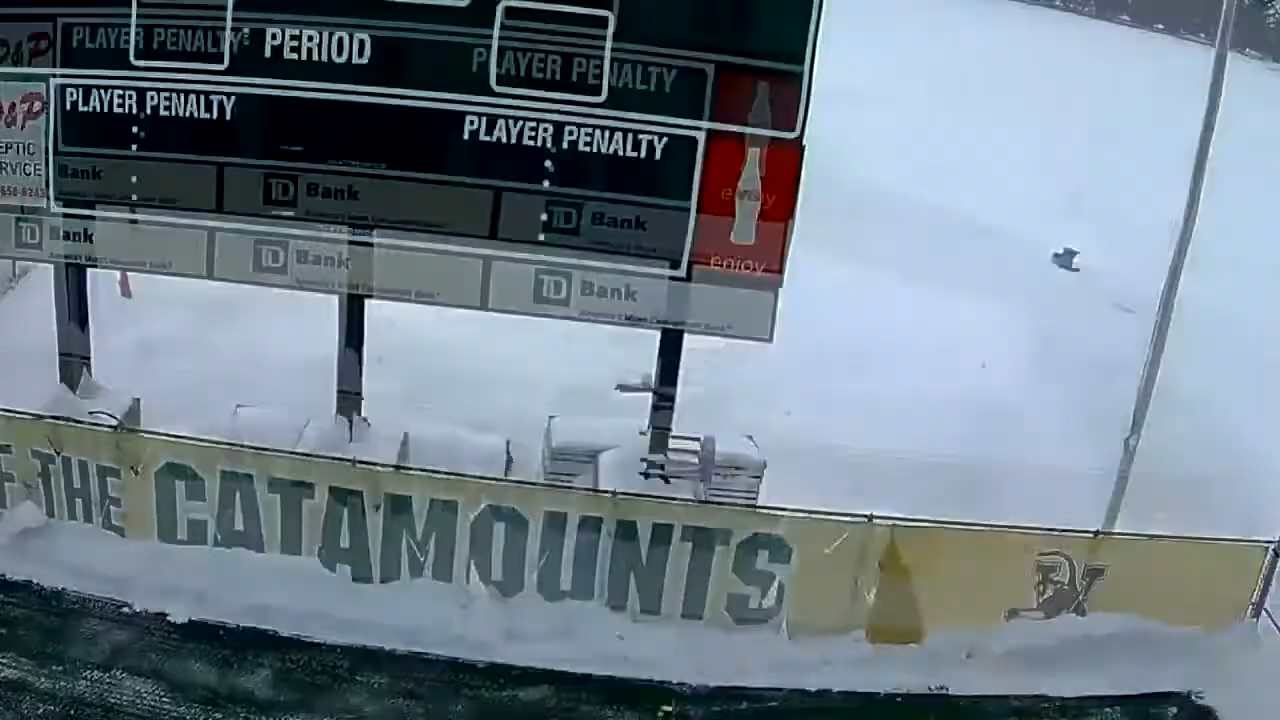 PLAYER PENALTY
PERIOD
PLAYER PENALTY
PLAYER PENALTY
PLAYER PENALTY
Bank
TD Bank
TD Bank
enjoy
TD Bank
TD Bank
TD Bank
enjoy
THE CATAMOUNTS
V